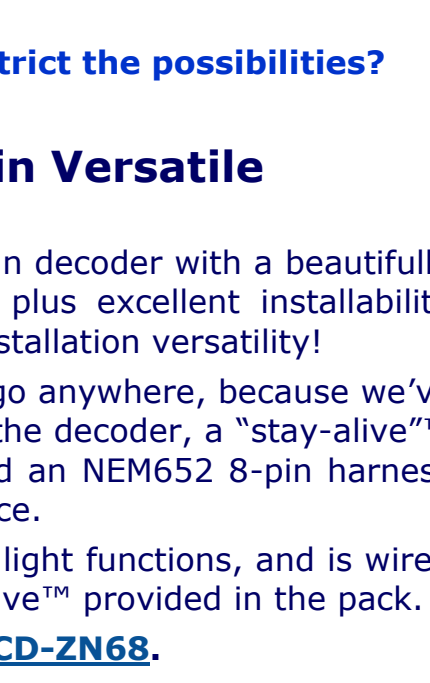 trict the possibilities?
in Versatile
n decoder with a beautifull
plus excellent installabilit
stallation versatility!
go anywhere, because we’v
the decoder, a “stay-alive”™
d an NEM652 8-pin harnes
ce.
light functions, and is wire
ve™ provided in the pack.
CD-ZN68.